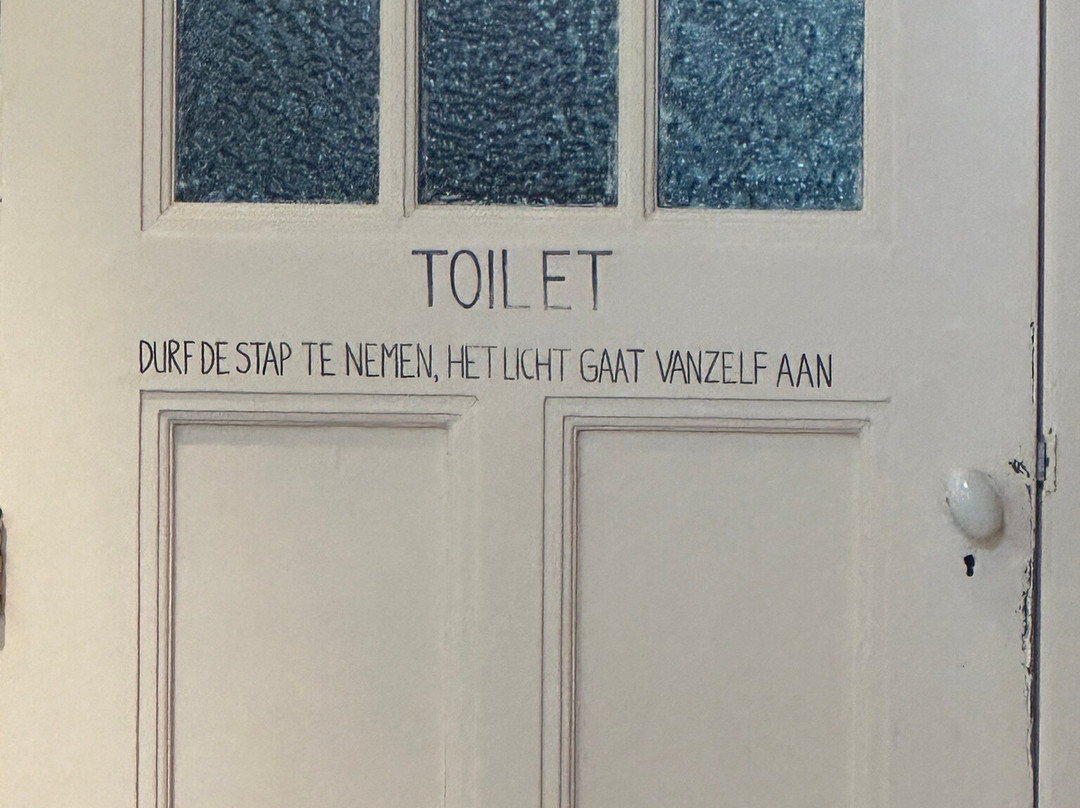 TOILET
DURF DE STAP TE NEMEN, HET LICHT GAAT VANZELF AAN